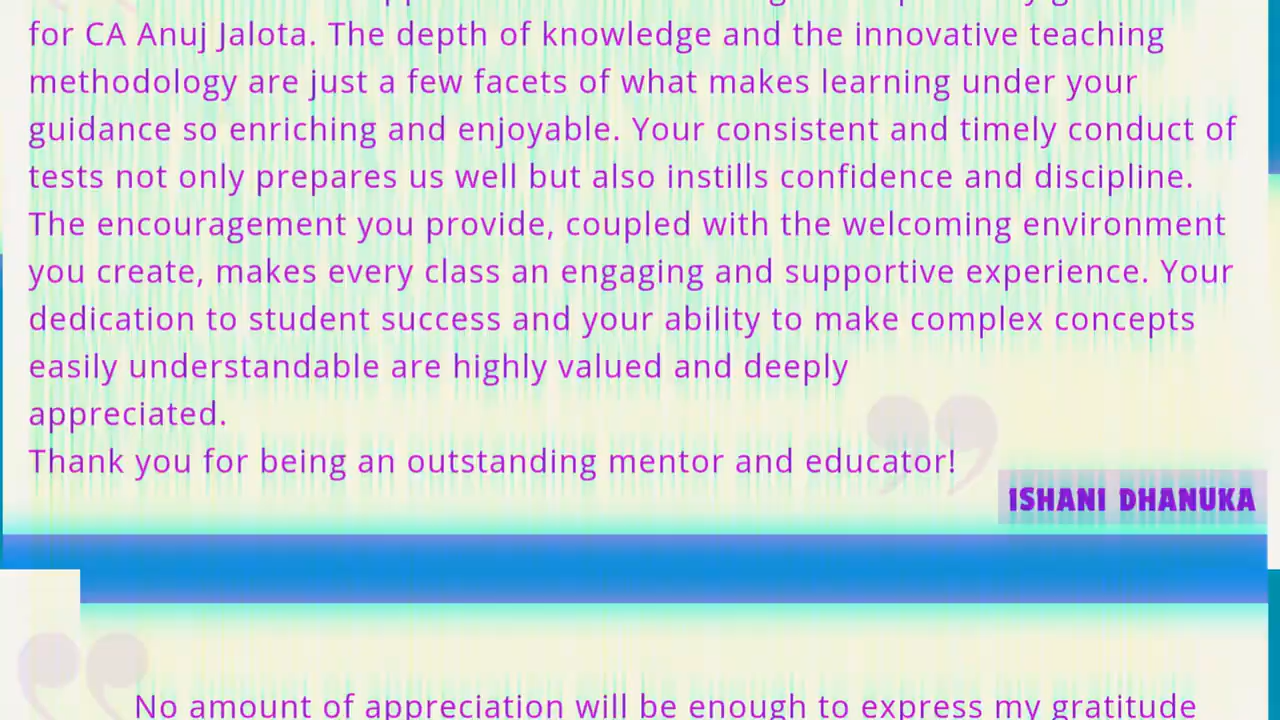 for CA Anuj Jalota. The depth of knowledge and the innovative teaching
methodology are just a few facets of what makes learning under your
guidance so enriching and enjoyable. Your consistent and timely conduct of
tests not only prepares us well but also instills confidence and discipline.
The encouragement you provide, coupled with the welcoming environment
you create, makes every class an engaging and supportive experience. Your
dedication to student success and your ability to make complex concepts
easily understandable are highly valued and deeply
appreciated.
Thank you for being an outstanding mentor and educator!
ISHANI DHANUKA
No amount of appreciation will be enough to express my gratitude